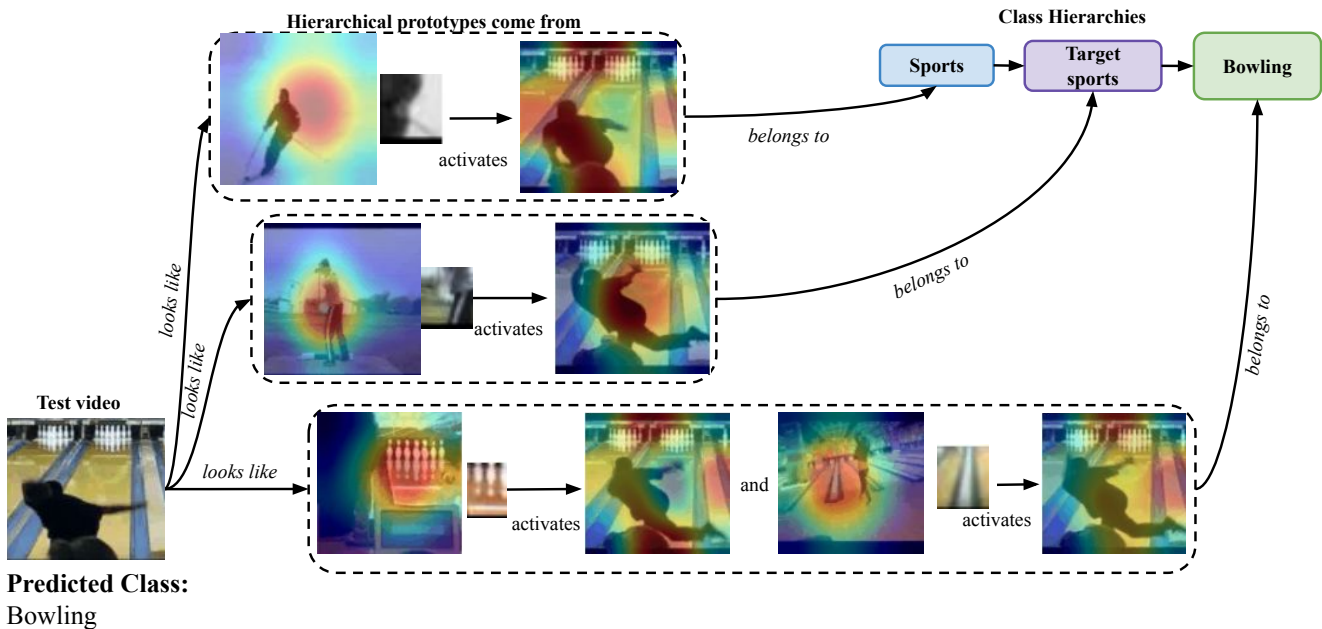 Hierarchical prototypes come from
Class Hierarchies
Sports
Target
sports
Bowling
activates
belongs to
looks like
looks like
activates
belongs to
belongs to
Test video
looks like
activates
and
activates
Predicted Class:
Bowling